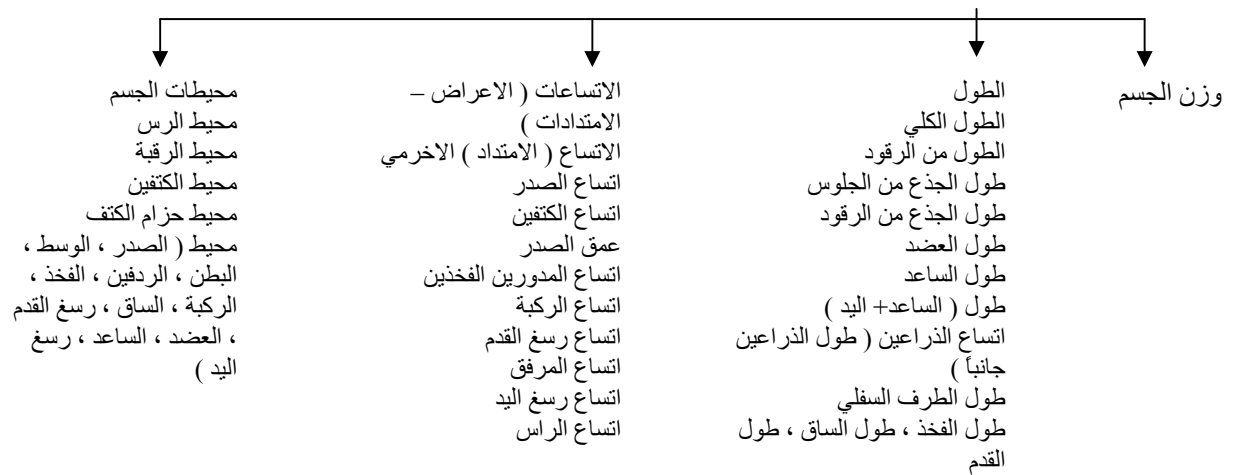 وزن الجسم
الطول
الطول الكلي
الطول من الرقود
طول الجذع من الجلوس
طول الجذع من الرقود
طول العضد
طول الساعد
طول ( الساعد+ اليد )
اتساع الذراعين ( طول الذراعين
جانباً )
طول الطرف السفلي
طول الفخذ ، طول الساق ، طول
القدم
الاتساعات ( الاعراض –
الامتدادات )
الاتساع ( الامتداد ) الاخرمي
اتساع الصدر
اتساع الكتفين
عمق الصدر
اتساع المدورين الفخذين
اتساع الركبة
اتساع رسغ القدم
اتساع المرفق
اتساع رسغ اليد
اتساع الراس
محيطات الجسم
محيط الرس
محيط الرقبة
محيط الكتفين
محيط حزام الكتف
محيط ( الصدر ، الوسط ،
البطن ، الردفين ، الفخذ ،
الركبة ، الساق ، رسغ القدم
، العضد ، الساعد ، رسغ
اليد )